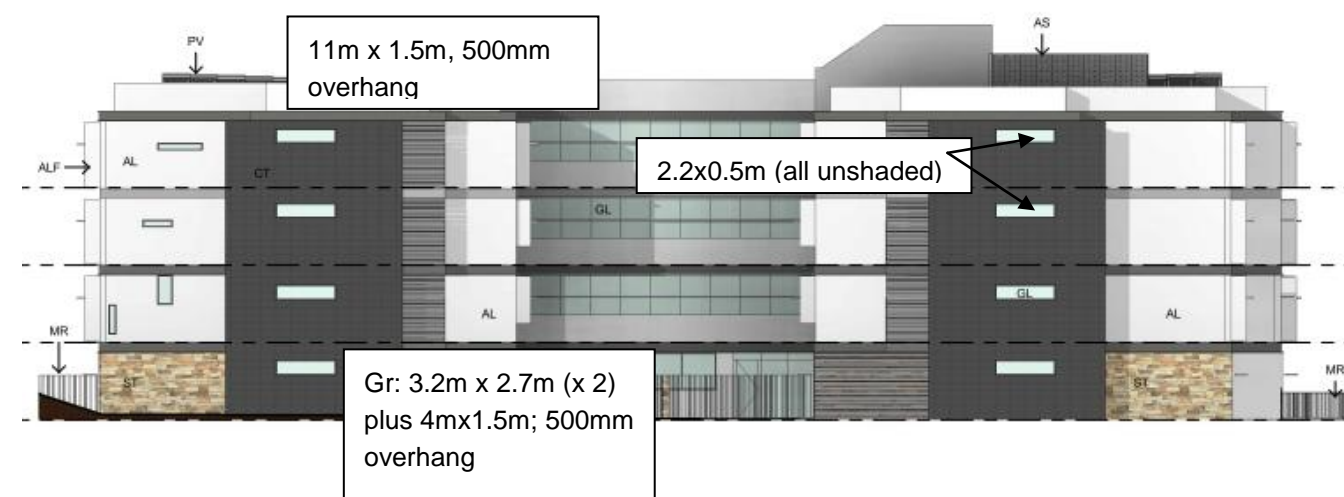 PV
11m x 1.5m, 500mm
overhang
AS
ALF
AL
CT
2.2x0.5m (all unshaded)
GL
AL
GL
AL
MR
ST
Gr: 3.2m x 2.7m (x 2)
plus 4mx1.5m; 500mm
overhang
ST
MR